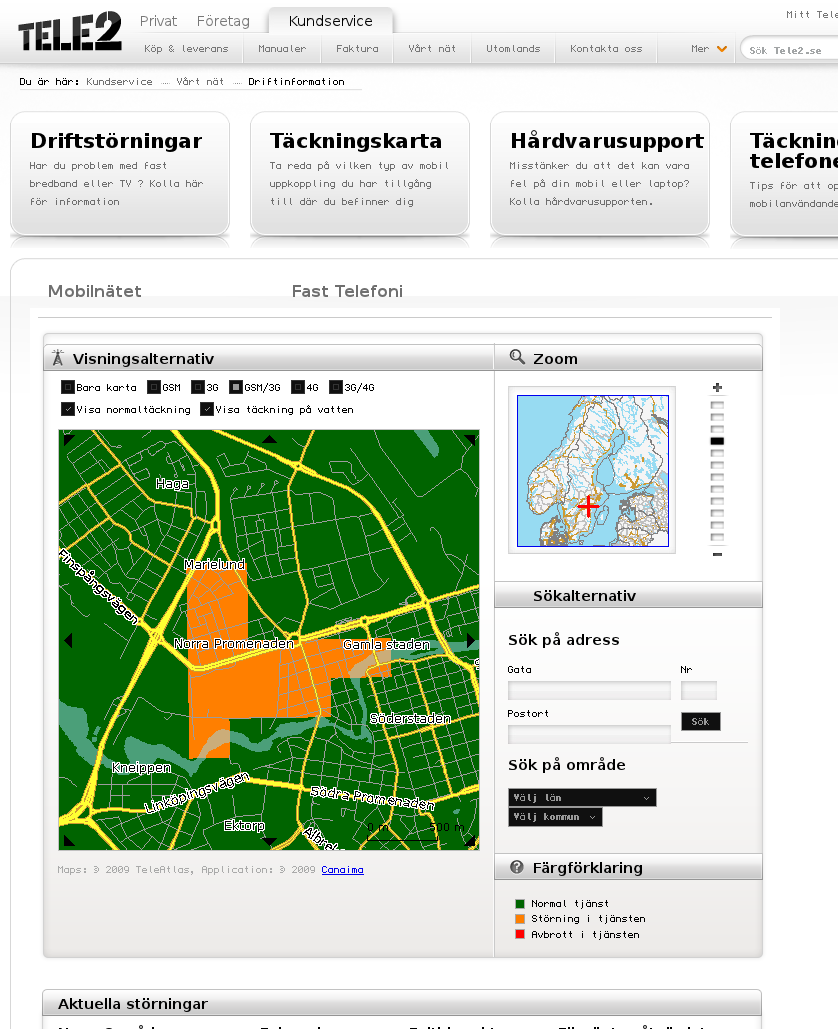 TELE2
Privat Företag Kundservice
Mitt Tele
Köp & leverans Manualer Faktura Vårt nät Utomlands Kontakta oss Mer Sök Tele2.se
Du är här: Kundservice … Vårt nät … Driftinformation
Driftstörningar
Har du problem med fast
bredband eller TV ? Kolla här
för information
Täckningskarta
Ta reda på vilken typ av mobil
uppkoppling du har tillgång
till där du befinner dig
Hårdvarusupport
Misstänker du att det kan vara
fel på din mobil eller laptop?
Kolla hårdvarusupporten.
Täcknin
telefone
Tips för att op
mobilanvändande
Mobilnätet Fast Telefoni
Visningsalternativ
Bara karta GSM 3G GSM/3G 4G 3G/4G
Visa normaltäckning Visa täckning på vatten
Haga
Marielund
Finspångsvägen
Norra Promenaden
Gamla staden
Söderstaden
Kneippen
Linköpingsvägen
Södra Promenaden
Ektorp
0 m 500 m
Maps: © 2009 TeleAtlas, Application: © 2009 Canaima
Zoom
Sökalternativ
Sök på adress
Gata Nr
Postort
Sök
Sök på område
Välj län
Välj kommun
Färgförklaring
Normal tjänst
Störning i tjänsten
Avbrott i tjänsten
Aktuella störningar